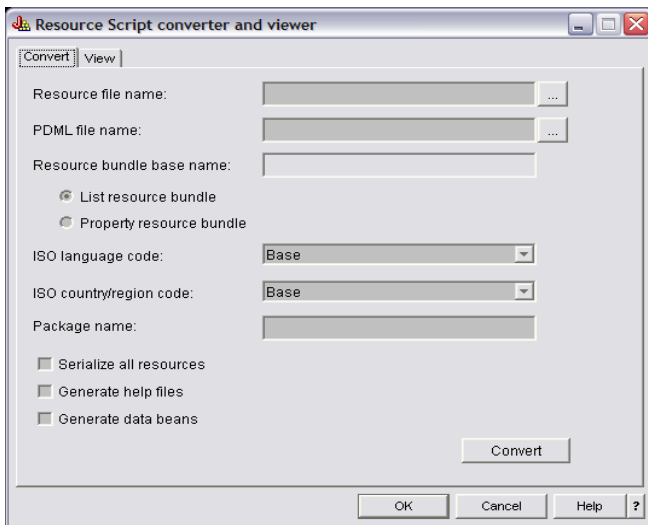 Resource Script converter and viewer
Convert View
Resource file name: ...
PDML file name: ...
Resource bundle base name:
List resource bundle
Property resource bundle
ISO language code: Base
ISO country/region code: Base
Package name:
Serialize all resources
Generate help files
Generate data beans
Convert
OK Cancel Help ?